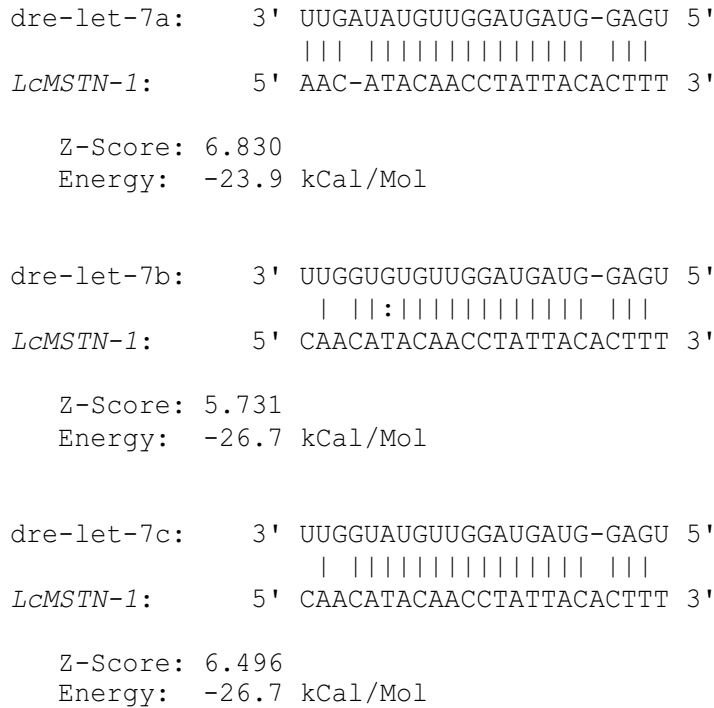 dre-let-7a:    3' UUGAUAUGUUGGAUGAUG-GAGU 5'
                  ||| |||||||||||||| |||
LcMSTN-1:      5' AAC-ATACAACCTATTACACTTT 3'
Z-Score: 6.830
Energy:  -23.9 kCal/Mol
dre-let-7b:    3' UUGGUGUGUUGGAUGAUG-GAGU 5'
                   | ||:|||||||||||| |||
LcMSTN-1:      5' CAACATACAACCTATTACACTTT 3'
Z-Score: 5.731
Energy:  -26.7 kCal/Mol
dre-let-7c:    3' UUGGUAUGUUGGAUGAUG-GAGU 5'
                   | ||||||||||||||| |||
LcMSTN-1:      5' CAACATACAACCTATTACACTTT 3'
Z-Score: 6.496
Energy:  -26.7 kCal/Mol